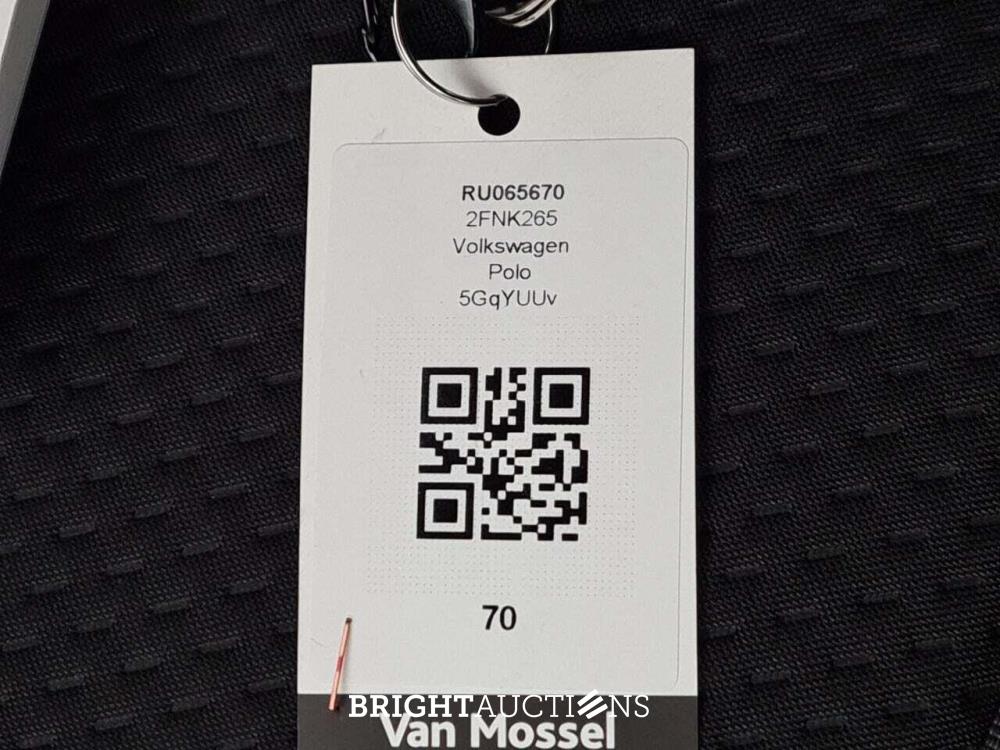 RU065670
2FNK265
Volkswagen
Polo
5GqYUUv
70
BRIGHTAUCTIONS
Van Mossel